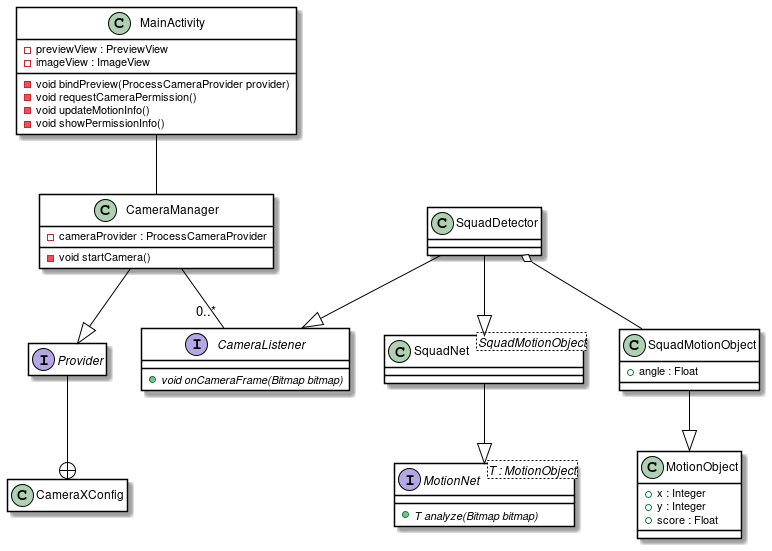 C MainActivity
previewView : PreviewView
imageView : ImageView
void bindPreview(ProcessCameraProvider provider)
void requestCameraPermission()
void updateMotionInfo()
void showPermissionInfo()
C CameraManager
cameraProvider : ProcessCameraProvider
void startCamera()
C SquadDetector
0..*
I Provider
I CameraListener
void onCameraFrame(Bitmap bitmap)
SquadMotionObject
C SquadNet
C SquadMotionObject
angle : Float
C CameraXConfig
T : MotionObject
I MotionNet
T analyze(Bitmap bitmap)
C MotionObject
x : Integer
y : Integer
score : Float